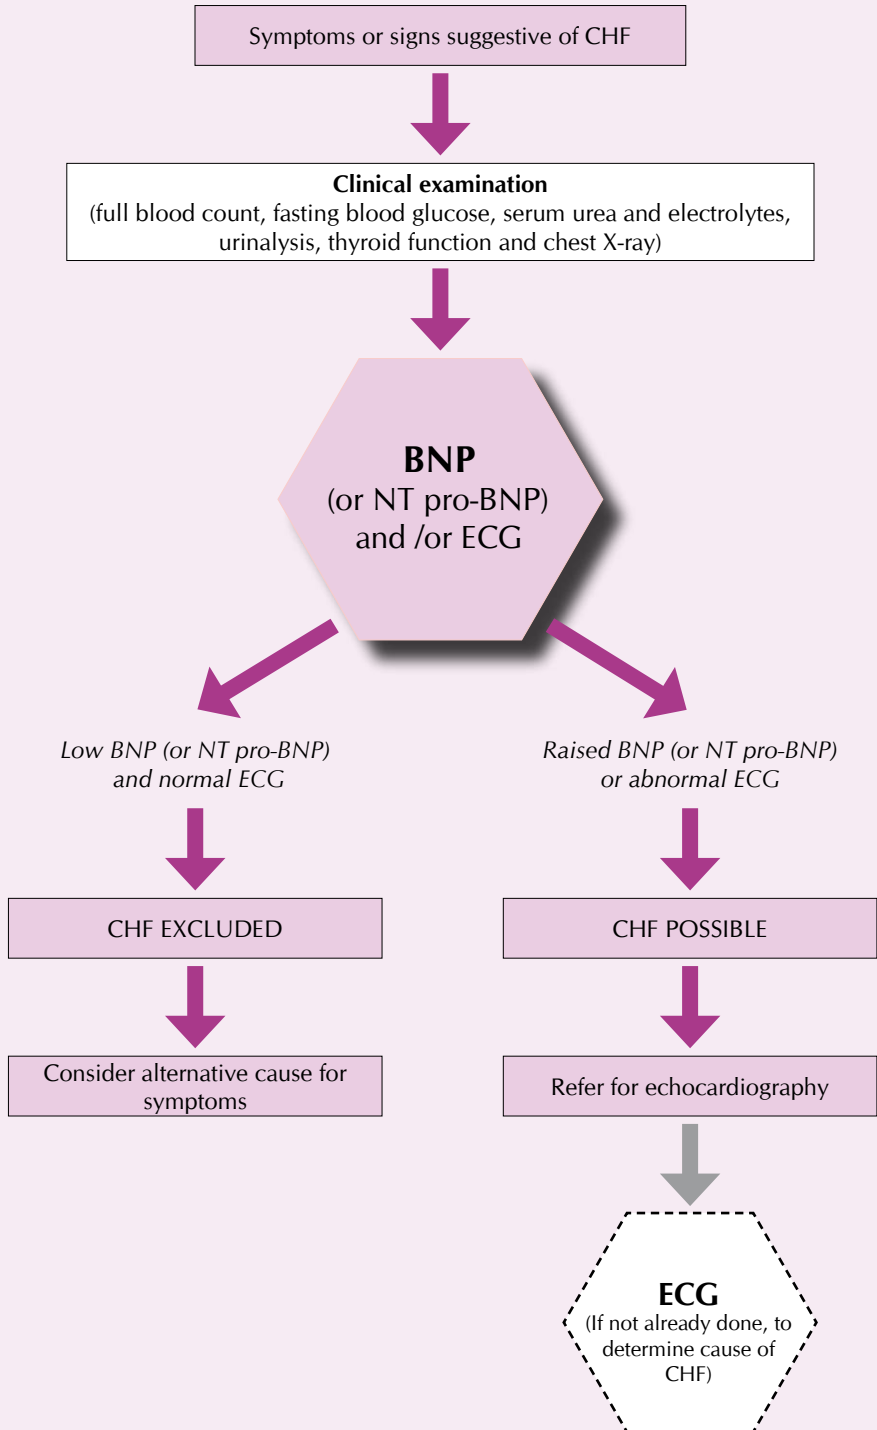 Symptoms or signs suggestive of CHF
Clinical examination
(full blood count, fasting blood glucose, serum urea and electrolytes,
urinalysis, thyroid function and chest X-ray)
BNP
(or NT pro-BNP)
and /or ECG
Low BNP (or NT pro-BNP)
and normal ECG
Raised BNP (or NT pro-BNP)
or abnormal ECG
CHF EXCLUDED
CHF POSSIBLE
Consider alternative cause for
symptoms
Refer for echocardiography
ECG
(If not already done, to
determine cause of
CHF)